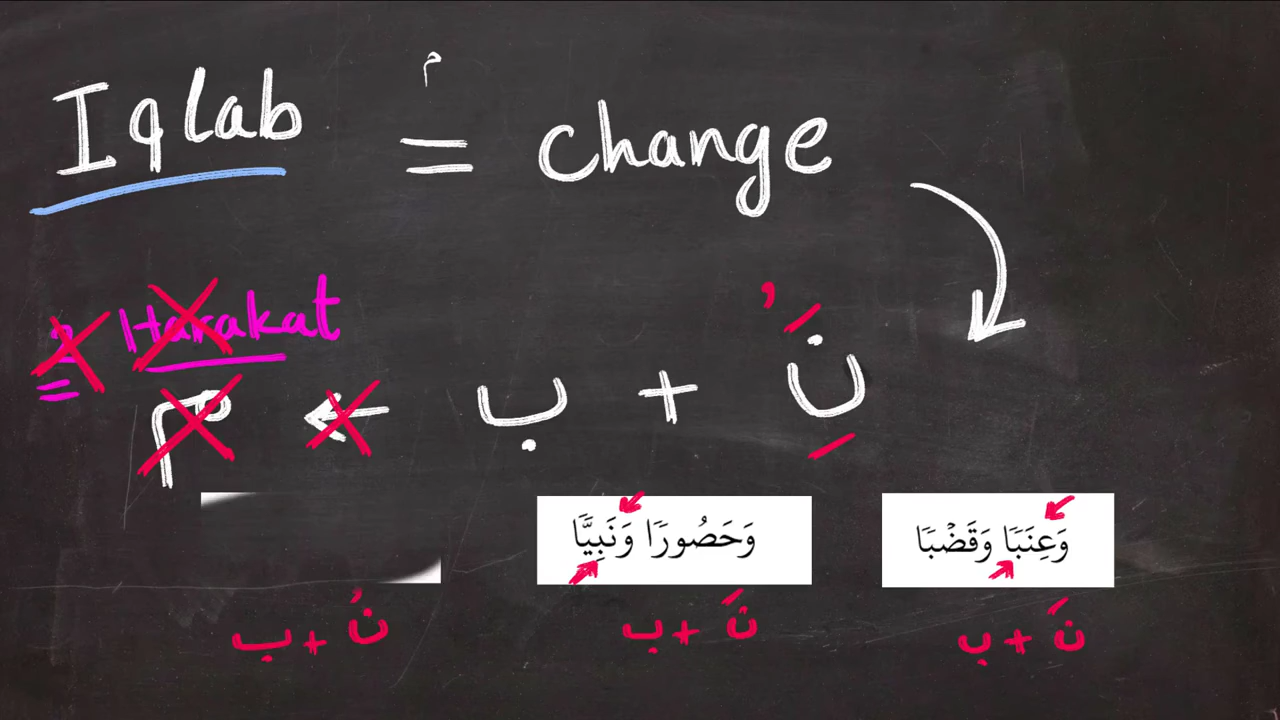 م
Iqlab = change
Harakat
م ← ب + ن
وَعِنَبًا وَقَضْبًا
وَحَصُورًا وَنَبِيًّا
نَ + ب
نَ + ب
نُ + ب